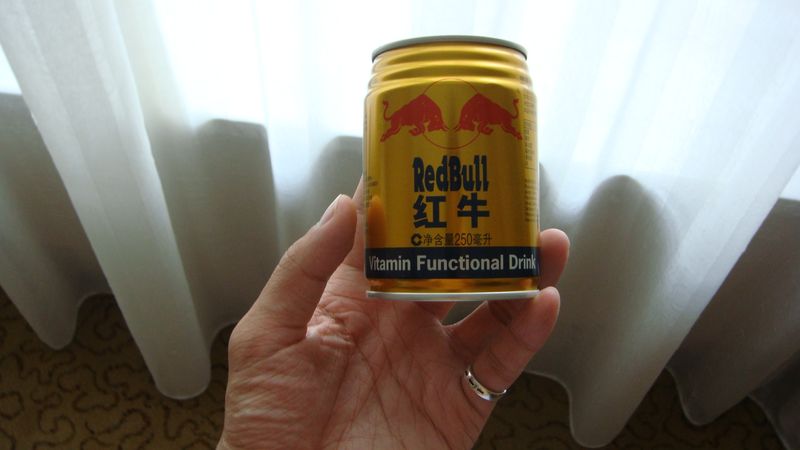 RedBull
红牛
净含量250毫升
Vitamin Functional Drink